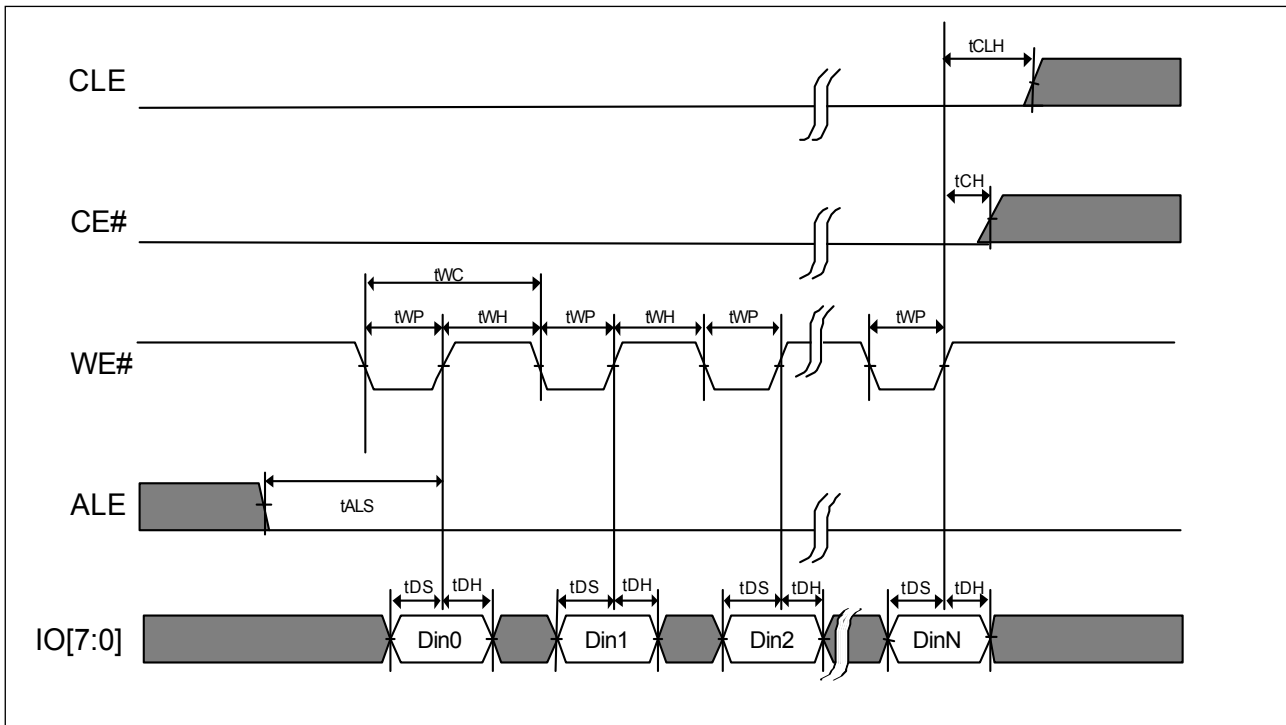 tCLH
CLE
tCH
CE#
tWC
tWP tWH tWP tWH tWP tWP
WE#
ALE
tALS
tDS tDH tDS tDH tDS tDH tDS tDH
IO[7:0] Din0 Din1 Din2 DinN